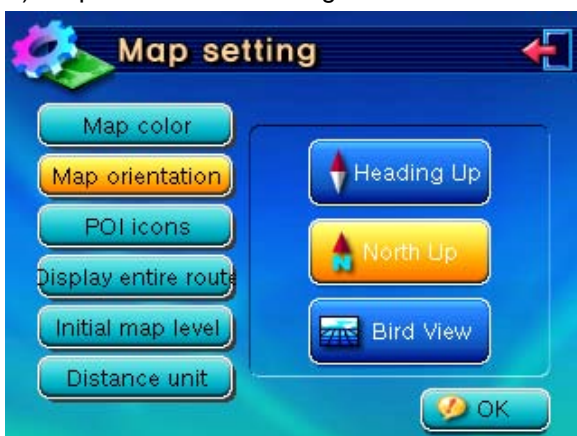 Map setting
Map color
Map orientation
POI icons
Display entire route
Initial map level
Distance unit
Heading Up
North Up
N
Bird View
OK